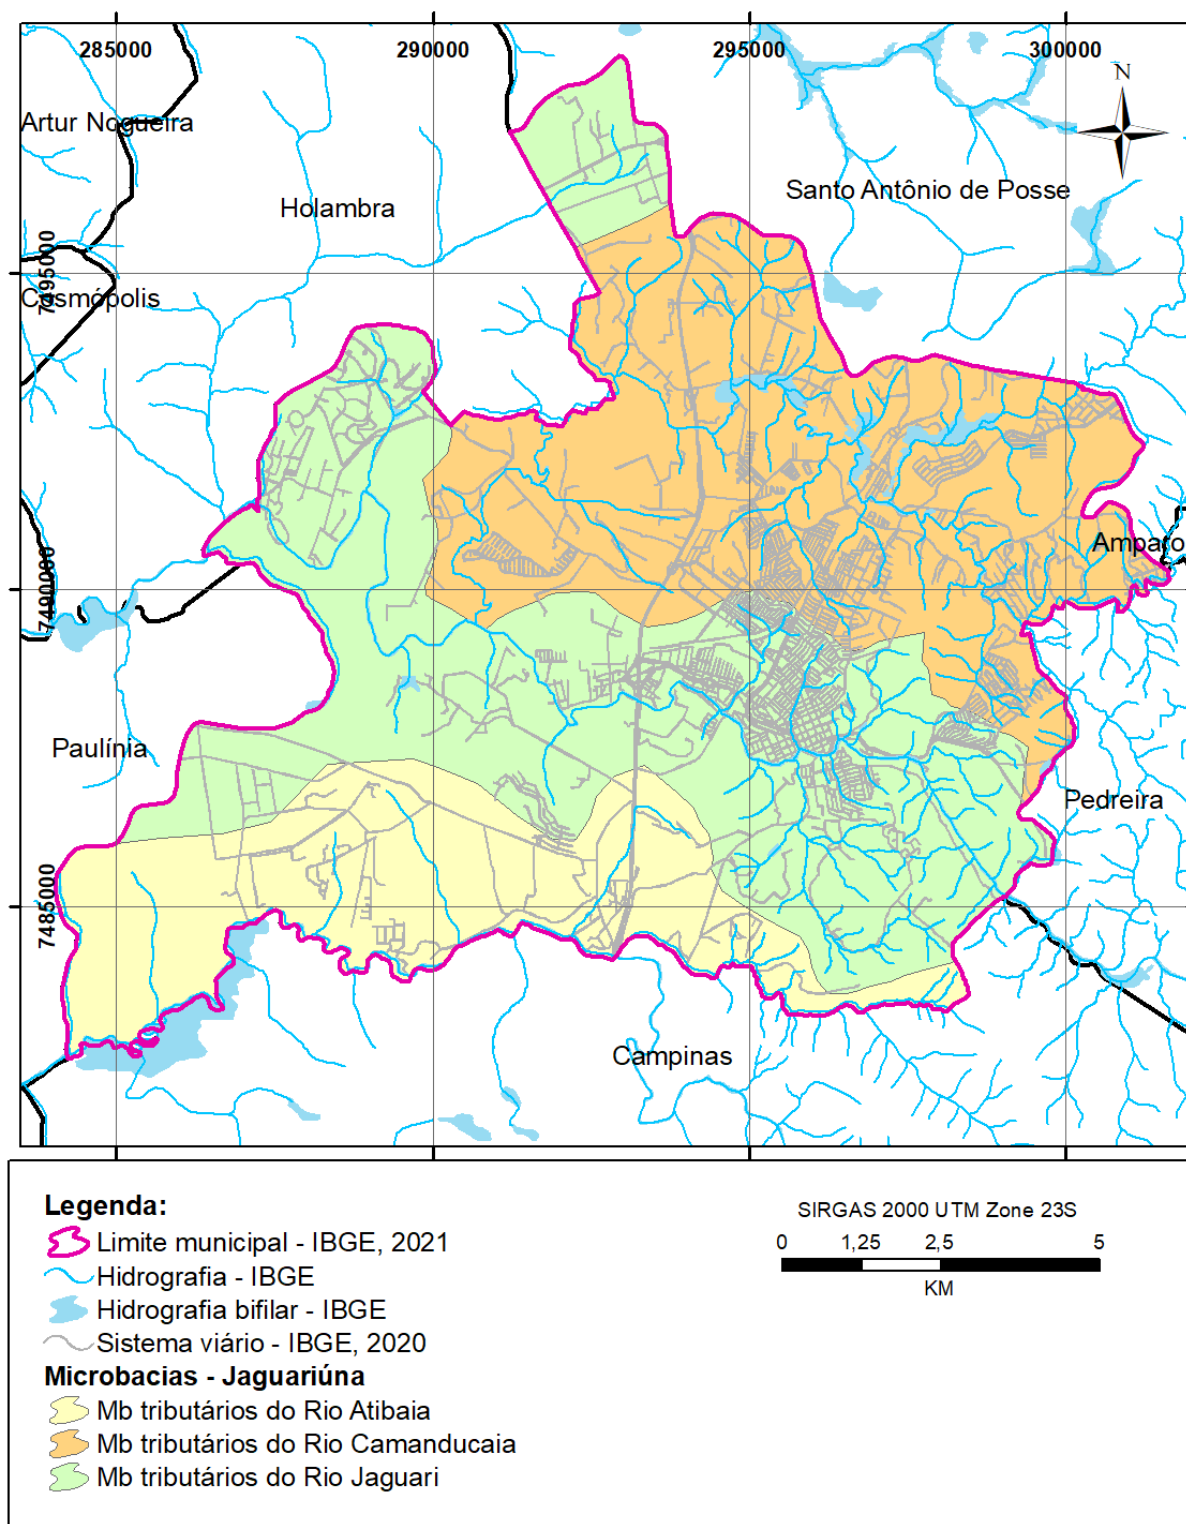 285000
290000
295000
300000
N
Artur Nogueira
Holambra
Santo Antônio de Posse
7495000
Cosmópolis
Amparo
7490000
Paulínia
Pedreira
7485000
Campinas
Legenda:
Limite municipal - IBGE, 2021
Hidrografia - IBGE
Hidrografia bifilar - IBGE
Sistema viário - IBGE, 2020
Microbacias - Jaguariúna
Mb tributários do Rio Atibaia
Mb tributários do Rio Camanducaia
Mb tributários do Rio Jaguari
SIRGAS 2000 UTM Zone 23S
0 1,25 2,5 5
KM